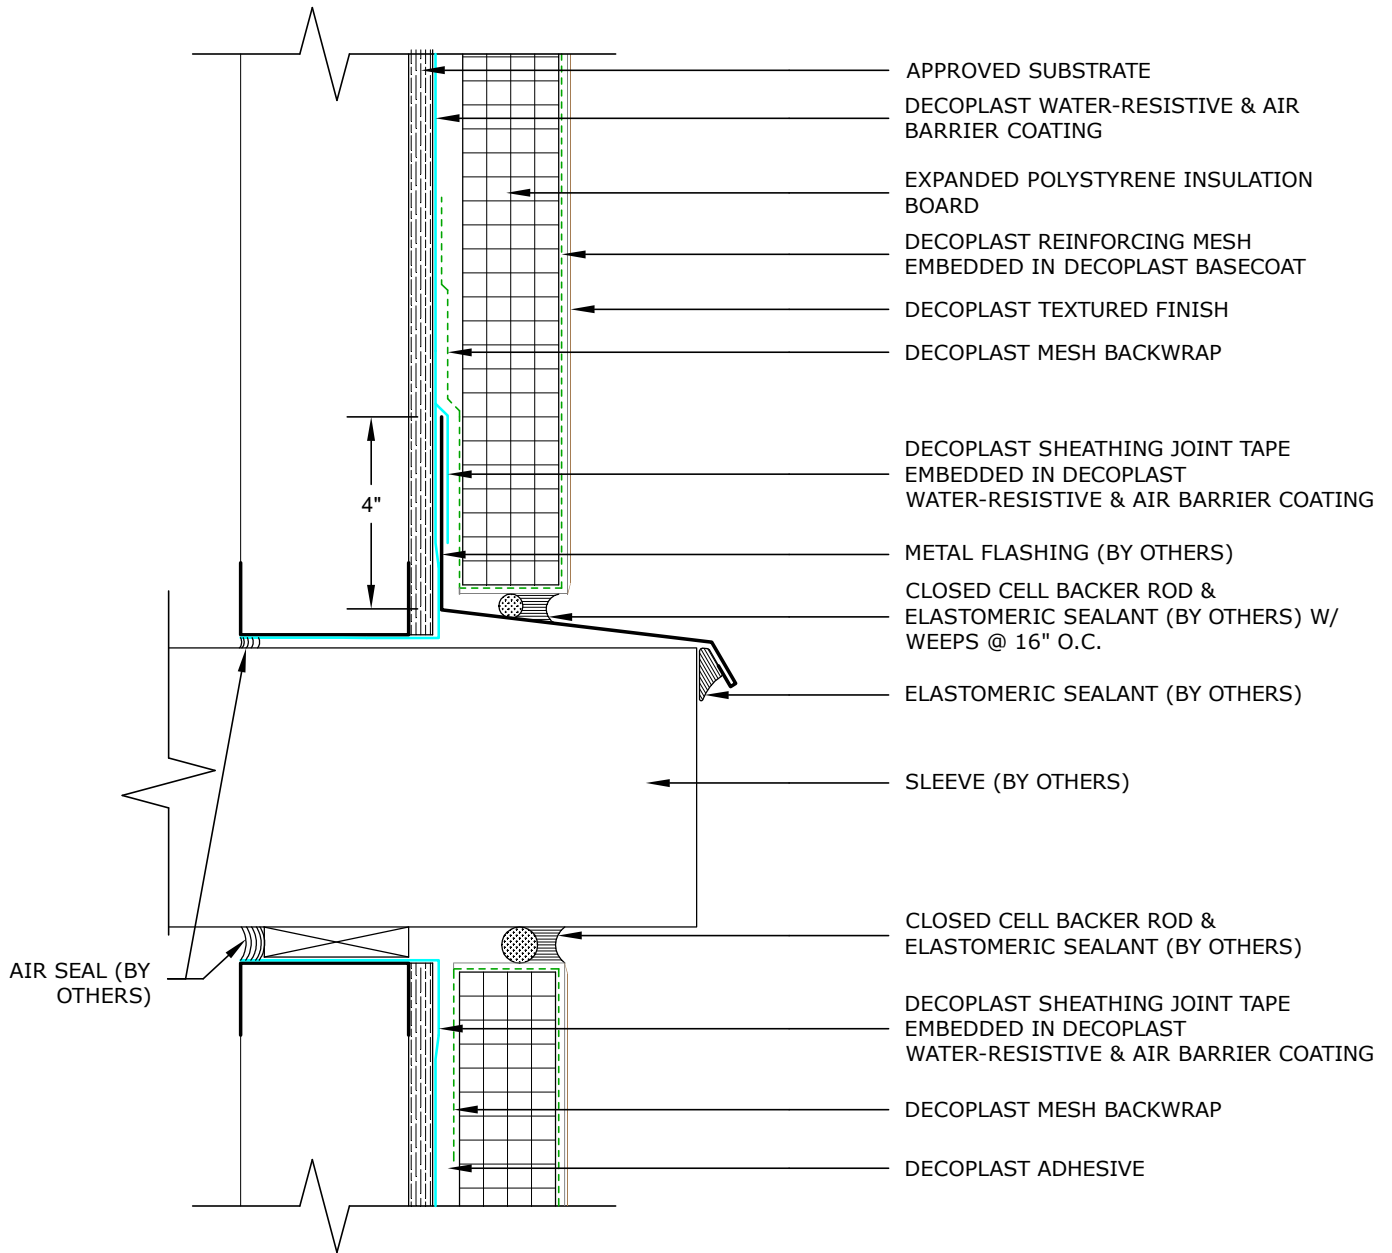 APPROVED SUBSTRATE
DECOPLAST WATER-RESISTIVE & AIR
BARRIER COATING
EXPANDED POLYSTYRENE INSULATION
BOARD
DECOPLAST REINFORCING MESH
EMBEDDED IN DECOPLAST BASECOAT
DECOPLAST TEXTURED FINISH
DECOPLAST MESH BACKWRAP
DECOPLAST SHEATHING JOINT TAPE
EMBEDDED IN DECOPLAST
WATER-RESISTIVE & AIR BARRIER COATING
4"
METAL FLASHING (BY OTHERS)
CLOSED CELL BACKER ROD &
ELASTOMERIC SEALANT (BY OTHERS) W/
WEEPS @ 16" O.C.
ELASTOMERIC SEALANT (BY OTHERS)
SLEEVE (BY OTHERS)
CLOSED CELL BACKER ROD &
ELASTOMERIC SEALANT (BY OTHERS)
AIR SEAL (BY
OTHERS)
DECOPLAST SHEATHING JOINT TAPE
EMBEDDED IN DECOPLAST
WATER-RESISTIVE & AIR BARRIER COATING
DECOPLAST MESH BACKWRAP
DECOPLAST ADHESIVE